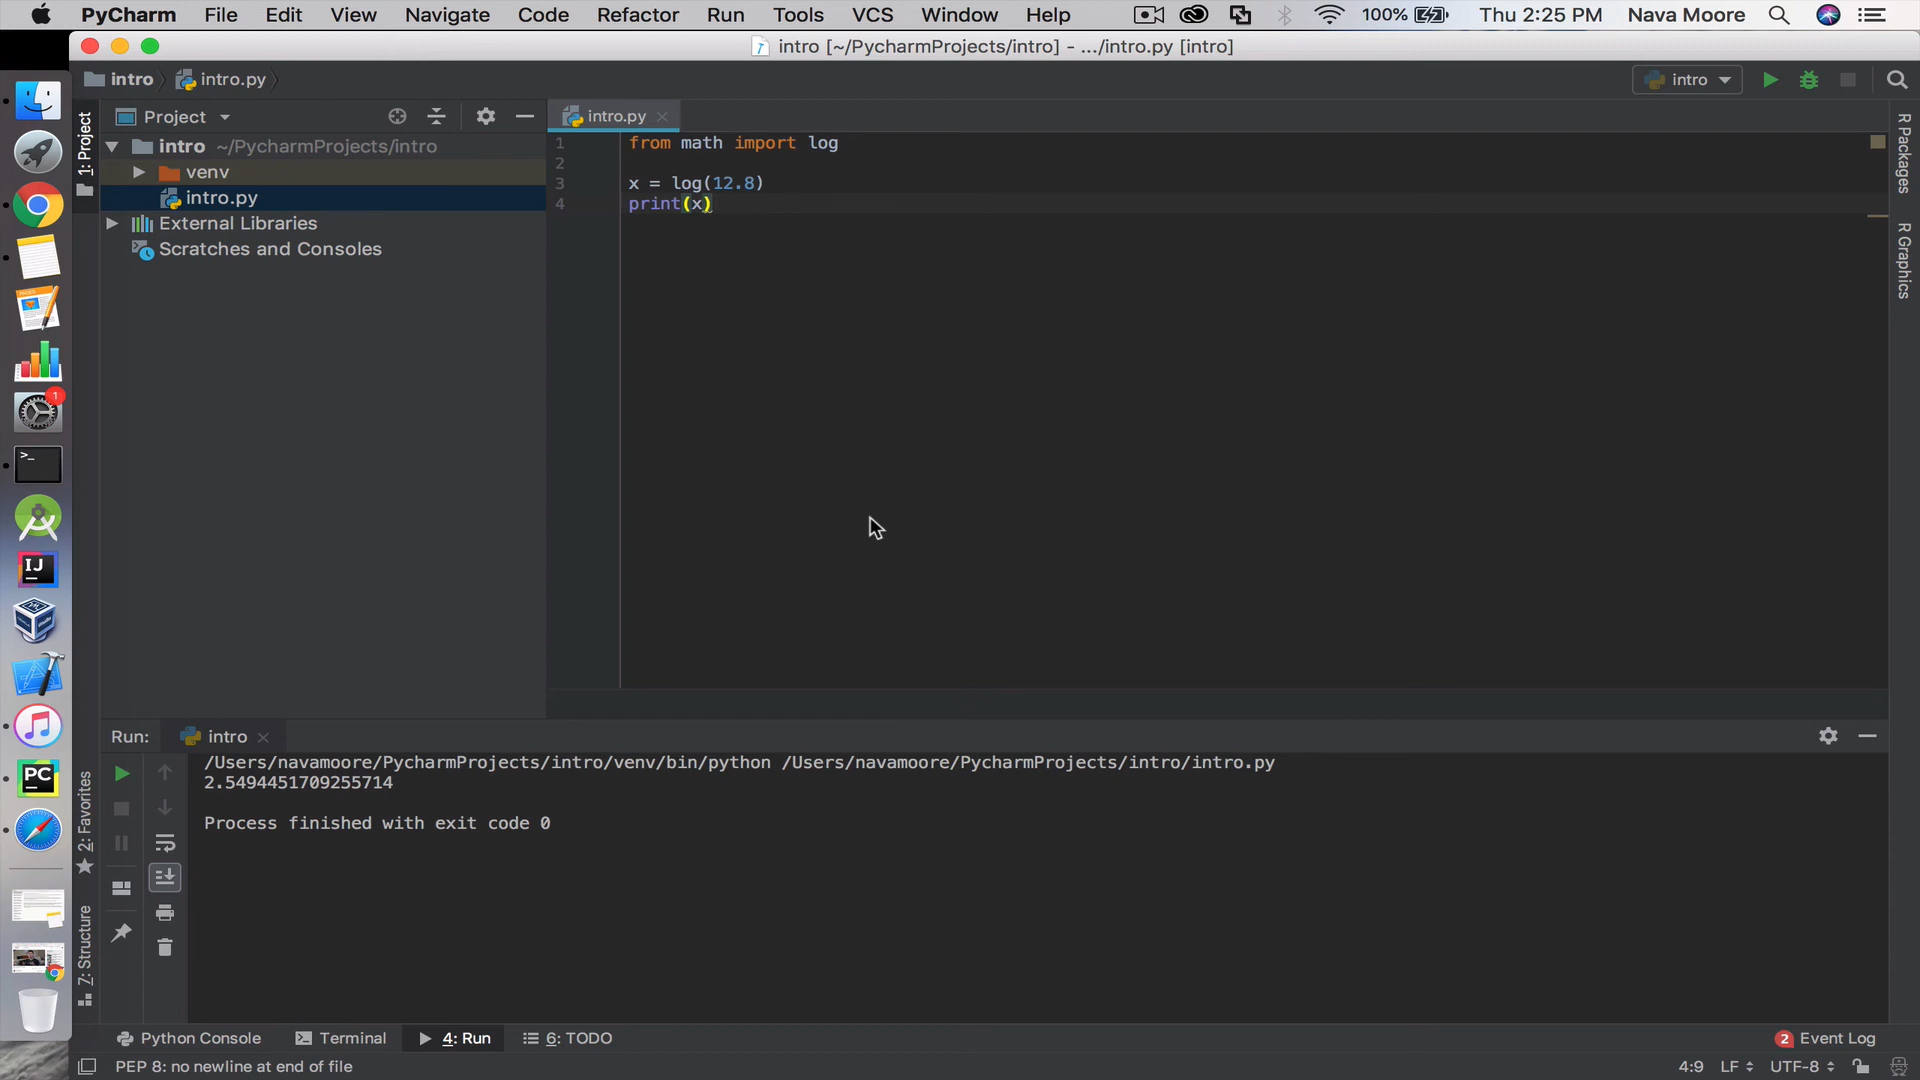 PyCharm File Edit View Navigate Code Refactor Run Tools VCS Window Help 100% Thu 2:25 PM Nava Moore
intro [~/PycharmProjects/intro] - .../intro.py [intro]
intro intro.py intro
1: Project
Project
intro ~/PycharmProjects/intro
venv
intro.py
External Libraries
Scratches and Consoles
intro.py
1 from math import log
2
3 x = log(12.8)
4 print(x)
R Packages
R Graphics
1
>_
IJ
PC
2: Favorites
7: Structure
Run: intro
/Users/navamoore/PycharmProjects/intro/venv/bin/python /Users/navamoore/PycharmProjects/intro/intro.py
2.5494451709255714
Process finished with exit code 0
Python Console Terminal 4: Run 6: TODO 2 Event Log
PEP 8: no newline at end of file 4:9 LF UTF-8